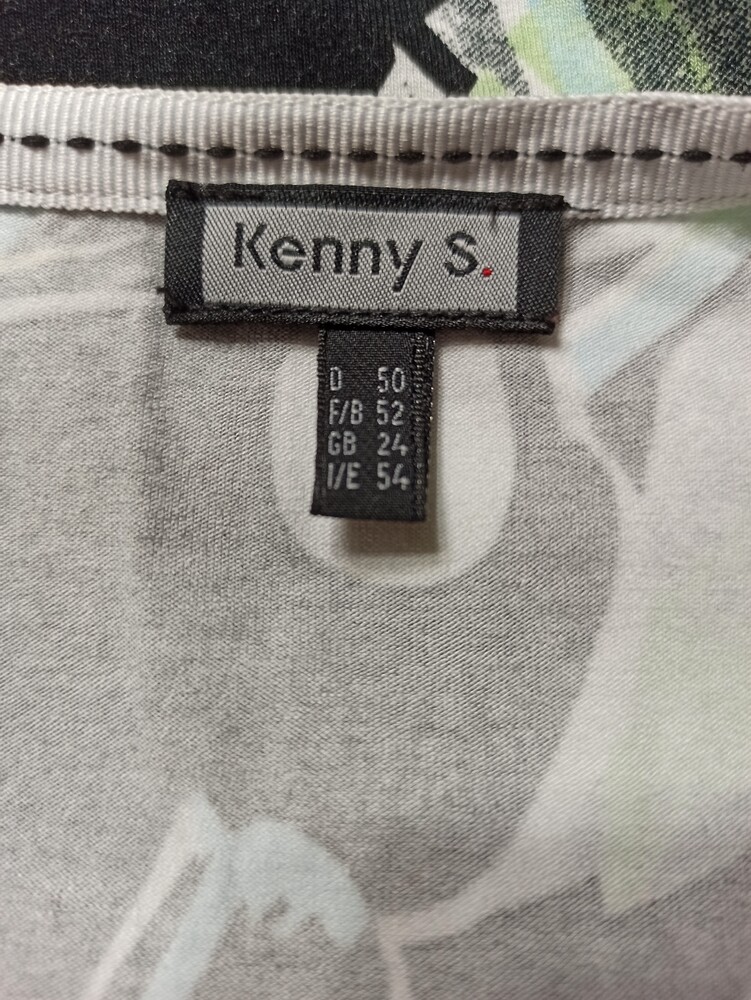 Kenny S.
D 50
F/B 52
GB 24
I/E 54